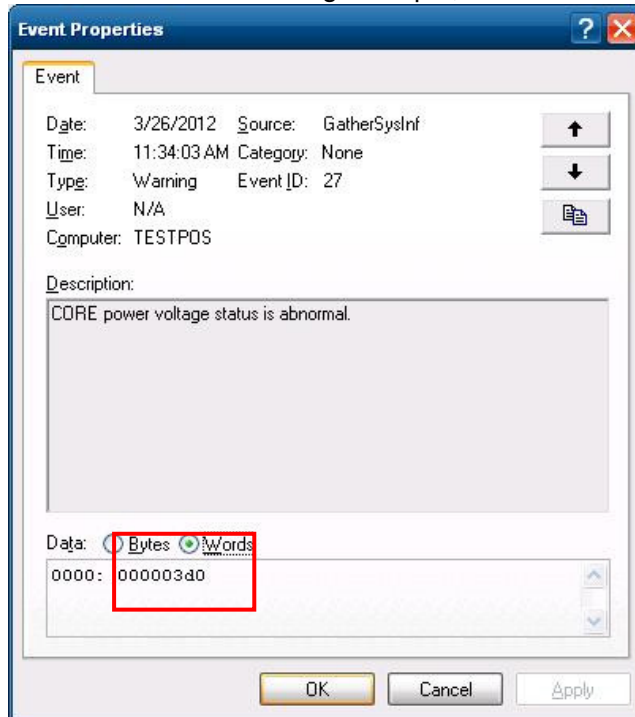 Event Properties
Event
Date: 3/26/2012 Source: GatherSysInf
Time: 11:34:03 AM Category: None
Type: Warning Event ID: 27
User: N/A
Computer: TESTPOS
Description:
CORE power voltage status is abnormal.
Data: Bytes Words
0000: 000003d0
OK Cancel Apply